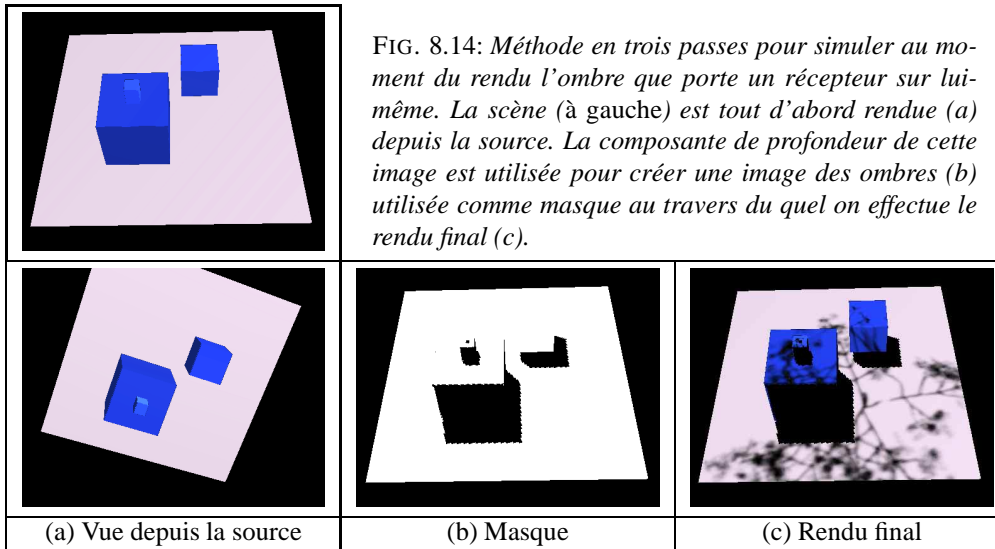 FIG. 8.14: Méthode en trois passes pour simuler au mo-
ment du rendu l'ombre que porte un récepteur sur lui-
même. La scène (à gauche) est tout d'abord rendue (a)
depuis la source. La composante de profondeur de cette
image est utilisée pour créer une image des ombres (b)
utilisée comme masque au travers du quel on effectue le
rendu final (c).
(a) Vue depuis la source
(b) Masque
(c) Rendu final